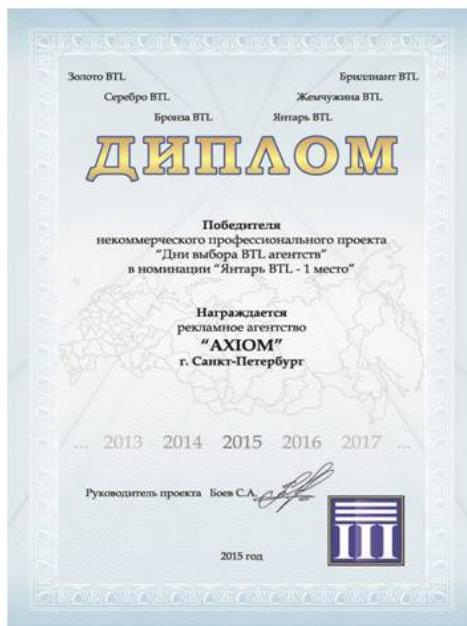 Золото BTL Бриллиант BTL
Серебро BTL Жемчужина BTL
Бронза BTL Янтарь BTL
ДИПЛОМ
Победителя
некоммерческого профессионального проекта
“Дни выбора BTL агентств”
в номинации “Янтарь BTL - 1 место”
Награждается
рекламное агентство
“AXIOM”
г. Санкт-Петербург
... 2013 2014 2015 2016 2017 ...
Руководитель проекта Боев С.А.
2015 год